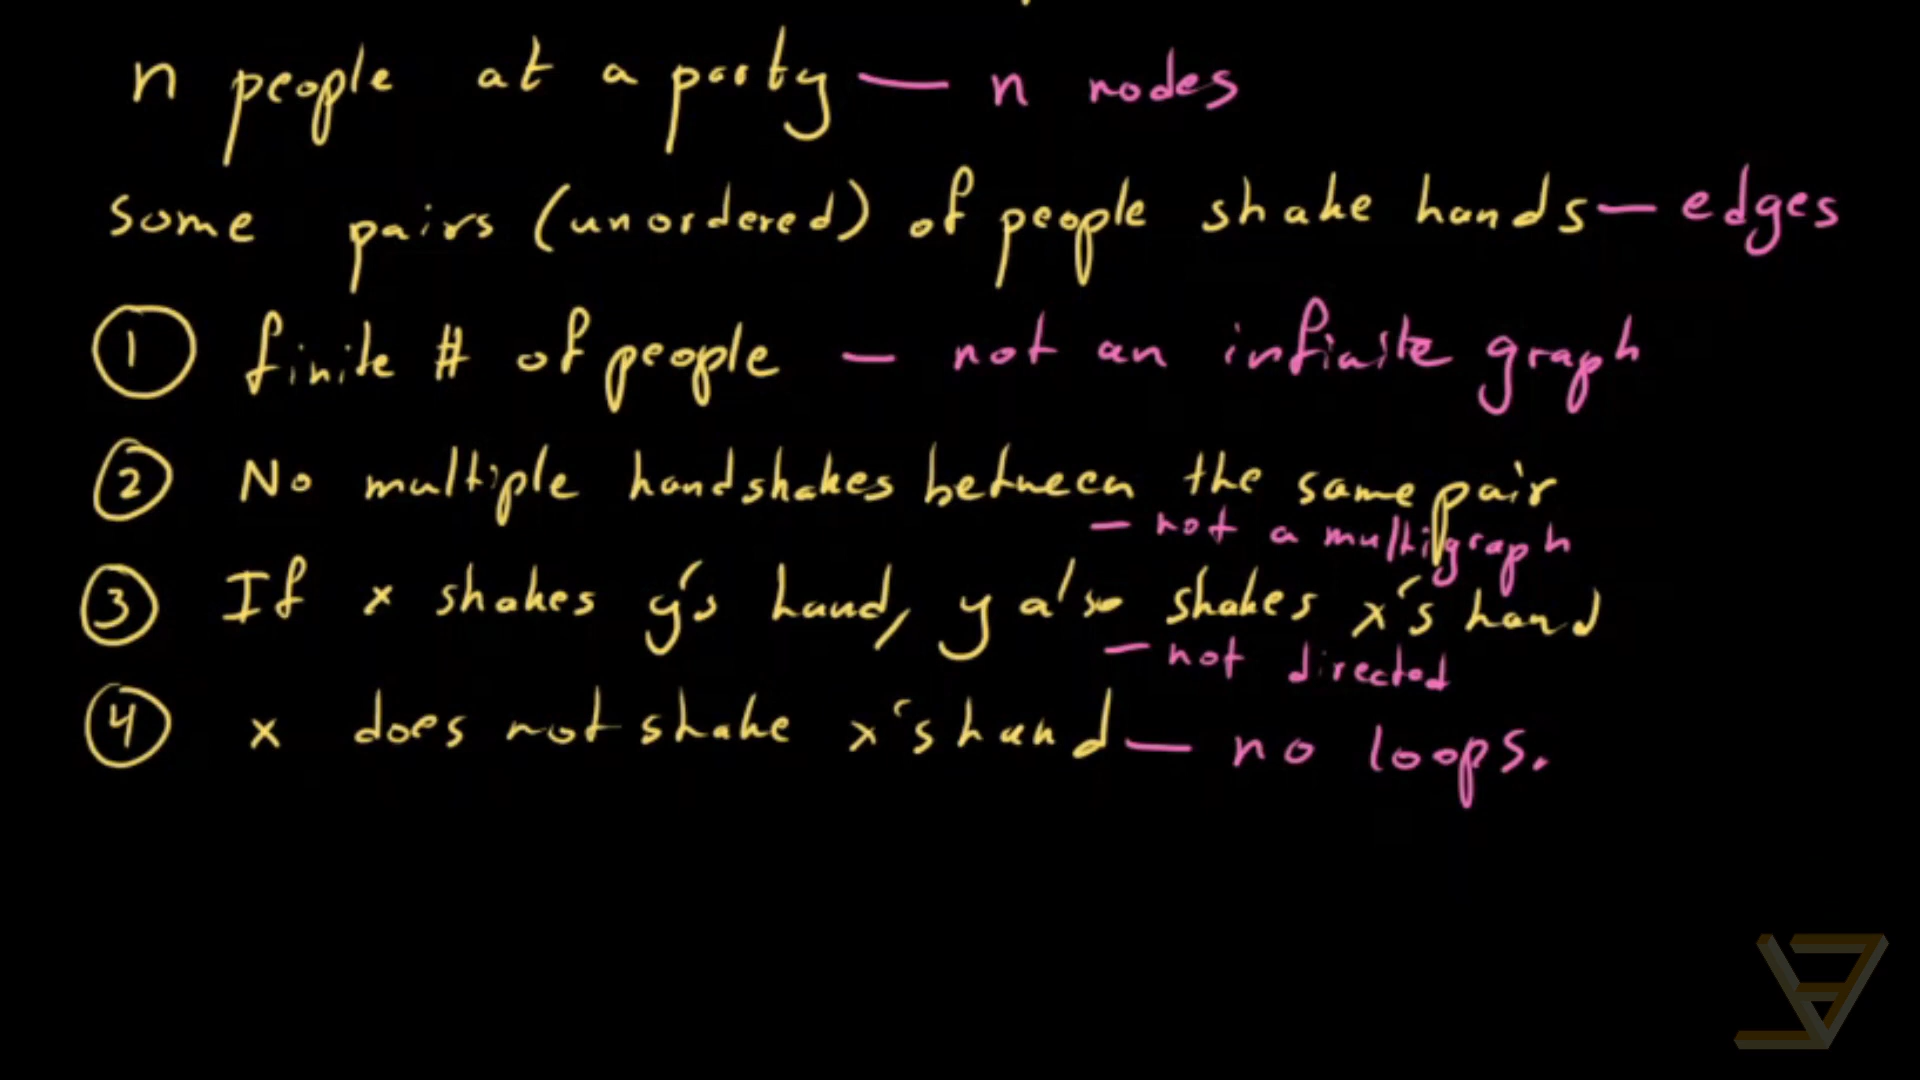 n people at a party — n nodes
some pairs (unordered) of people shake hands — edges
① finite # of people — not an infinite graph
② No multiple handshakes between the same pair
— not a multigraph
③ If x shakes y's hand, y also shakes x's hand
— not directed
④ x does not shake x's hand — no loops.